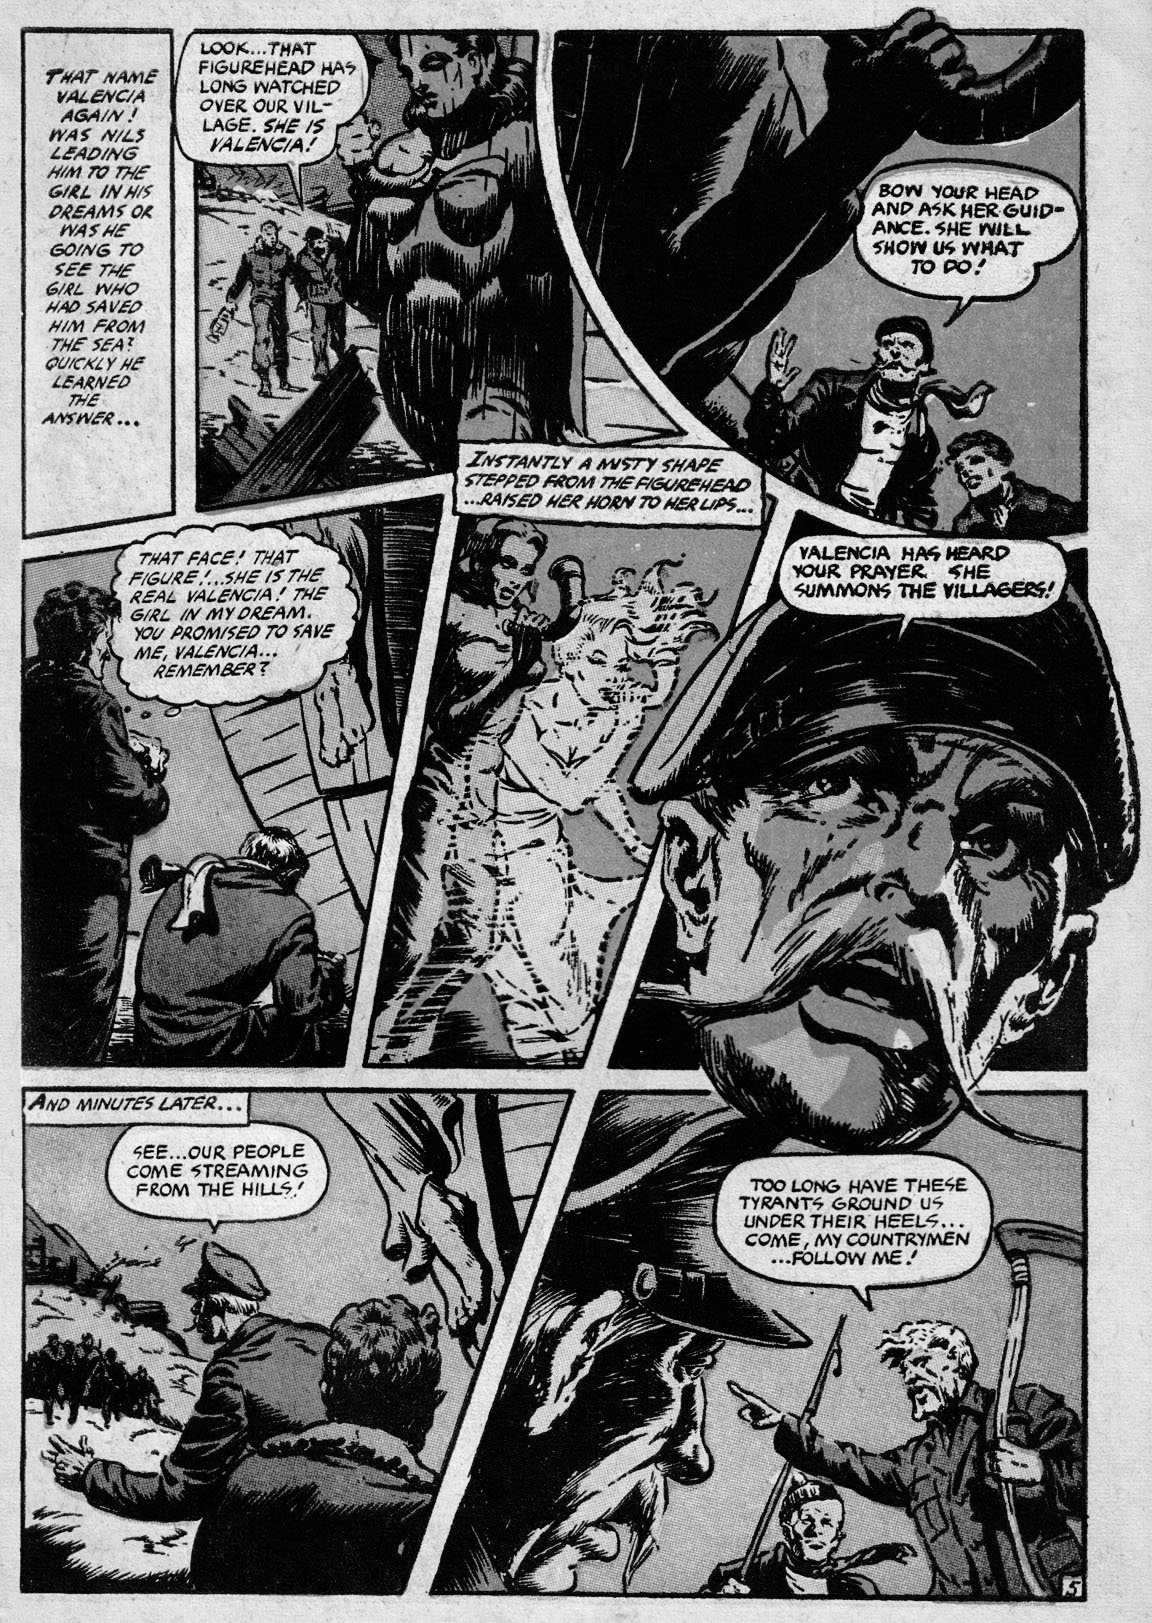 THAT NAME
VALENCIA
AGAIN!
WAS NILS
LEADING
HIM TO THE
GIRL IN HIS
DREAMS OR
WAS HE
GOING TO
SEE THE
GIRL WHO
HAD SAVED
HIM FROM
THE SEA?
QUICKLY HE
LEARNED
THE
ANSWER...
LOOK...THAT
FIGUREHEAD HAS
LONG WATCHED
OVER OUR VIL-
LAGE. SHE IS
VALENCIA!
BOW YOUR HEAD
AND ASK HER GUID-
ANCE. SHE WILL
SHOW US WHAT
TO DO!
THAT FACE! THAT
FIGURE!...SHE IS THE
REAL VALENCIA! THE
GIRL IN MY DREAM.
YOU PROMISED TO SAVE
ME, VALENCIA...
REMEMBER?
INSTANTLY A MISTY SHAPE
STEPPED FROM THE FIGUREHEAD
...RAISED HER HORN TO HER LIPS...
VALENCIA HAS HEARD
YOUR PRAYER. SHE
SUMMONS THE VILLAGERS!
AND MINUTES LATER...
SEE...OUR PEOPLE
COME STREAMING
FROM THE HILLS!
TOO LONG HAVE THESE
TYRANTS GROUND US
UNDER THEIR HEELS...
COME, MY COUNTRYMEN
...FOLLOW ME!
5